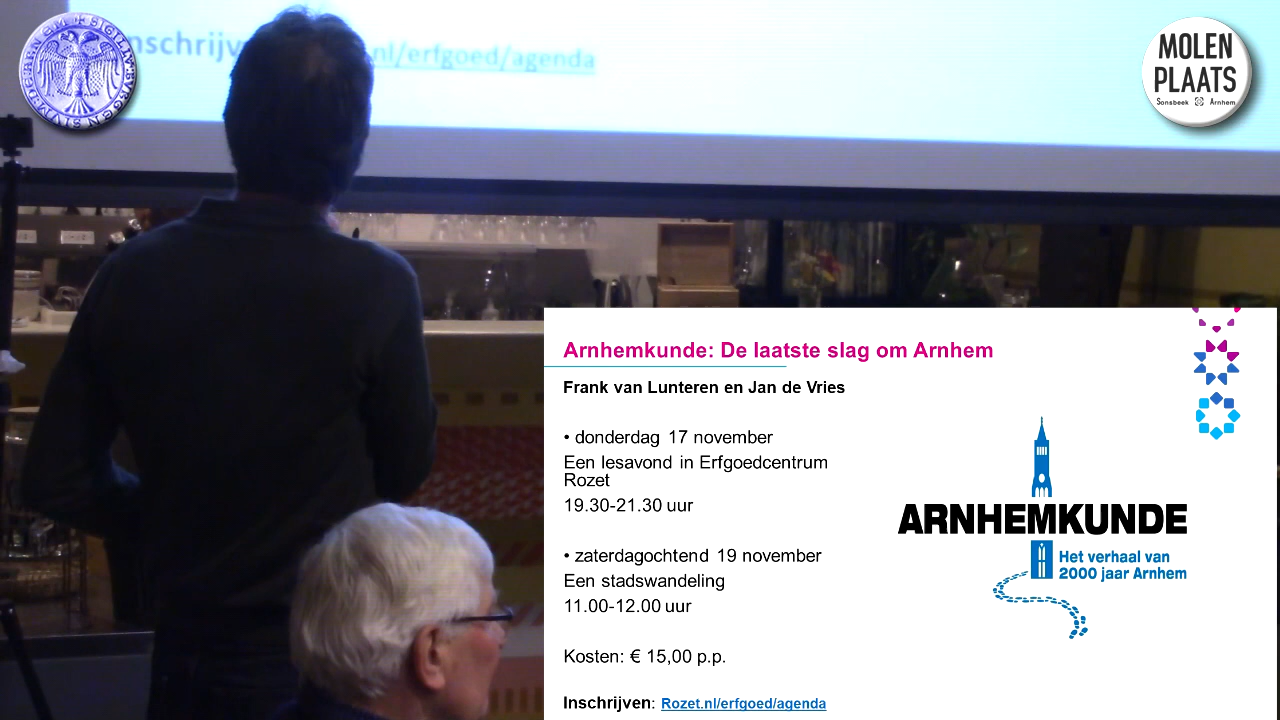 nschrijv
nl/erfgoed/agenda
MOLEN
PLAATS
Sonsbeek Arnhem
Arnhemkunde: De laatste slag om Arnhem
Frank van Lunteren en Jan de Vries
• donderdag 17 november
Een lesavond in Erfgoedcentrum
Rozet
19.30-21.30 uur
• zaterdagochtend 19 november
Een stadswandeling
11.00-12.00 uur
Kosten: € 15,00 p.p.
Inschrijven: Rozet.nl/erfgoed/agenda
ARNHEMKUNDE
Het verhaal van
2000 jaar Arnhem